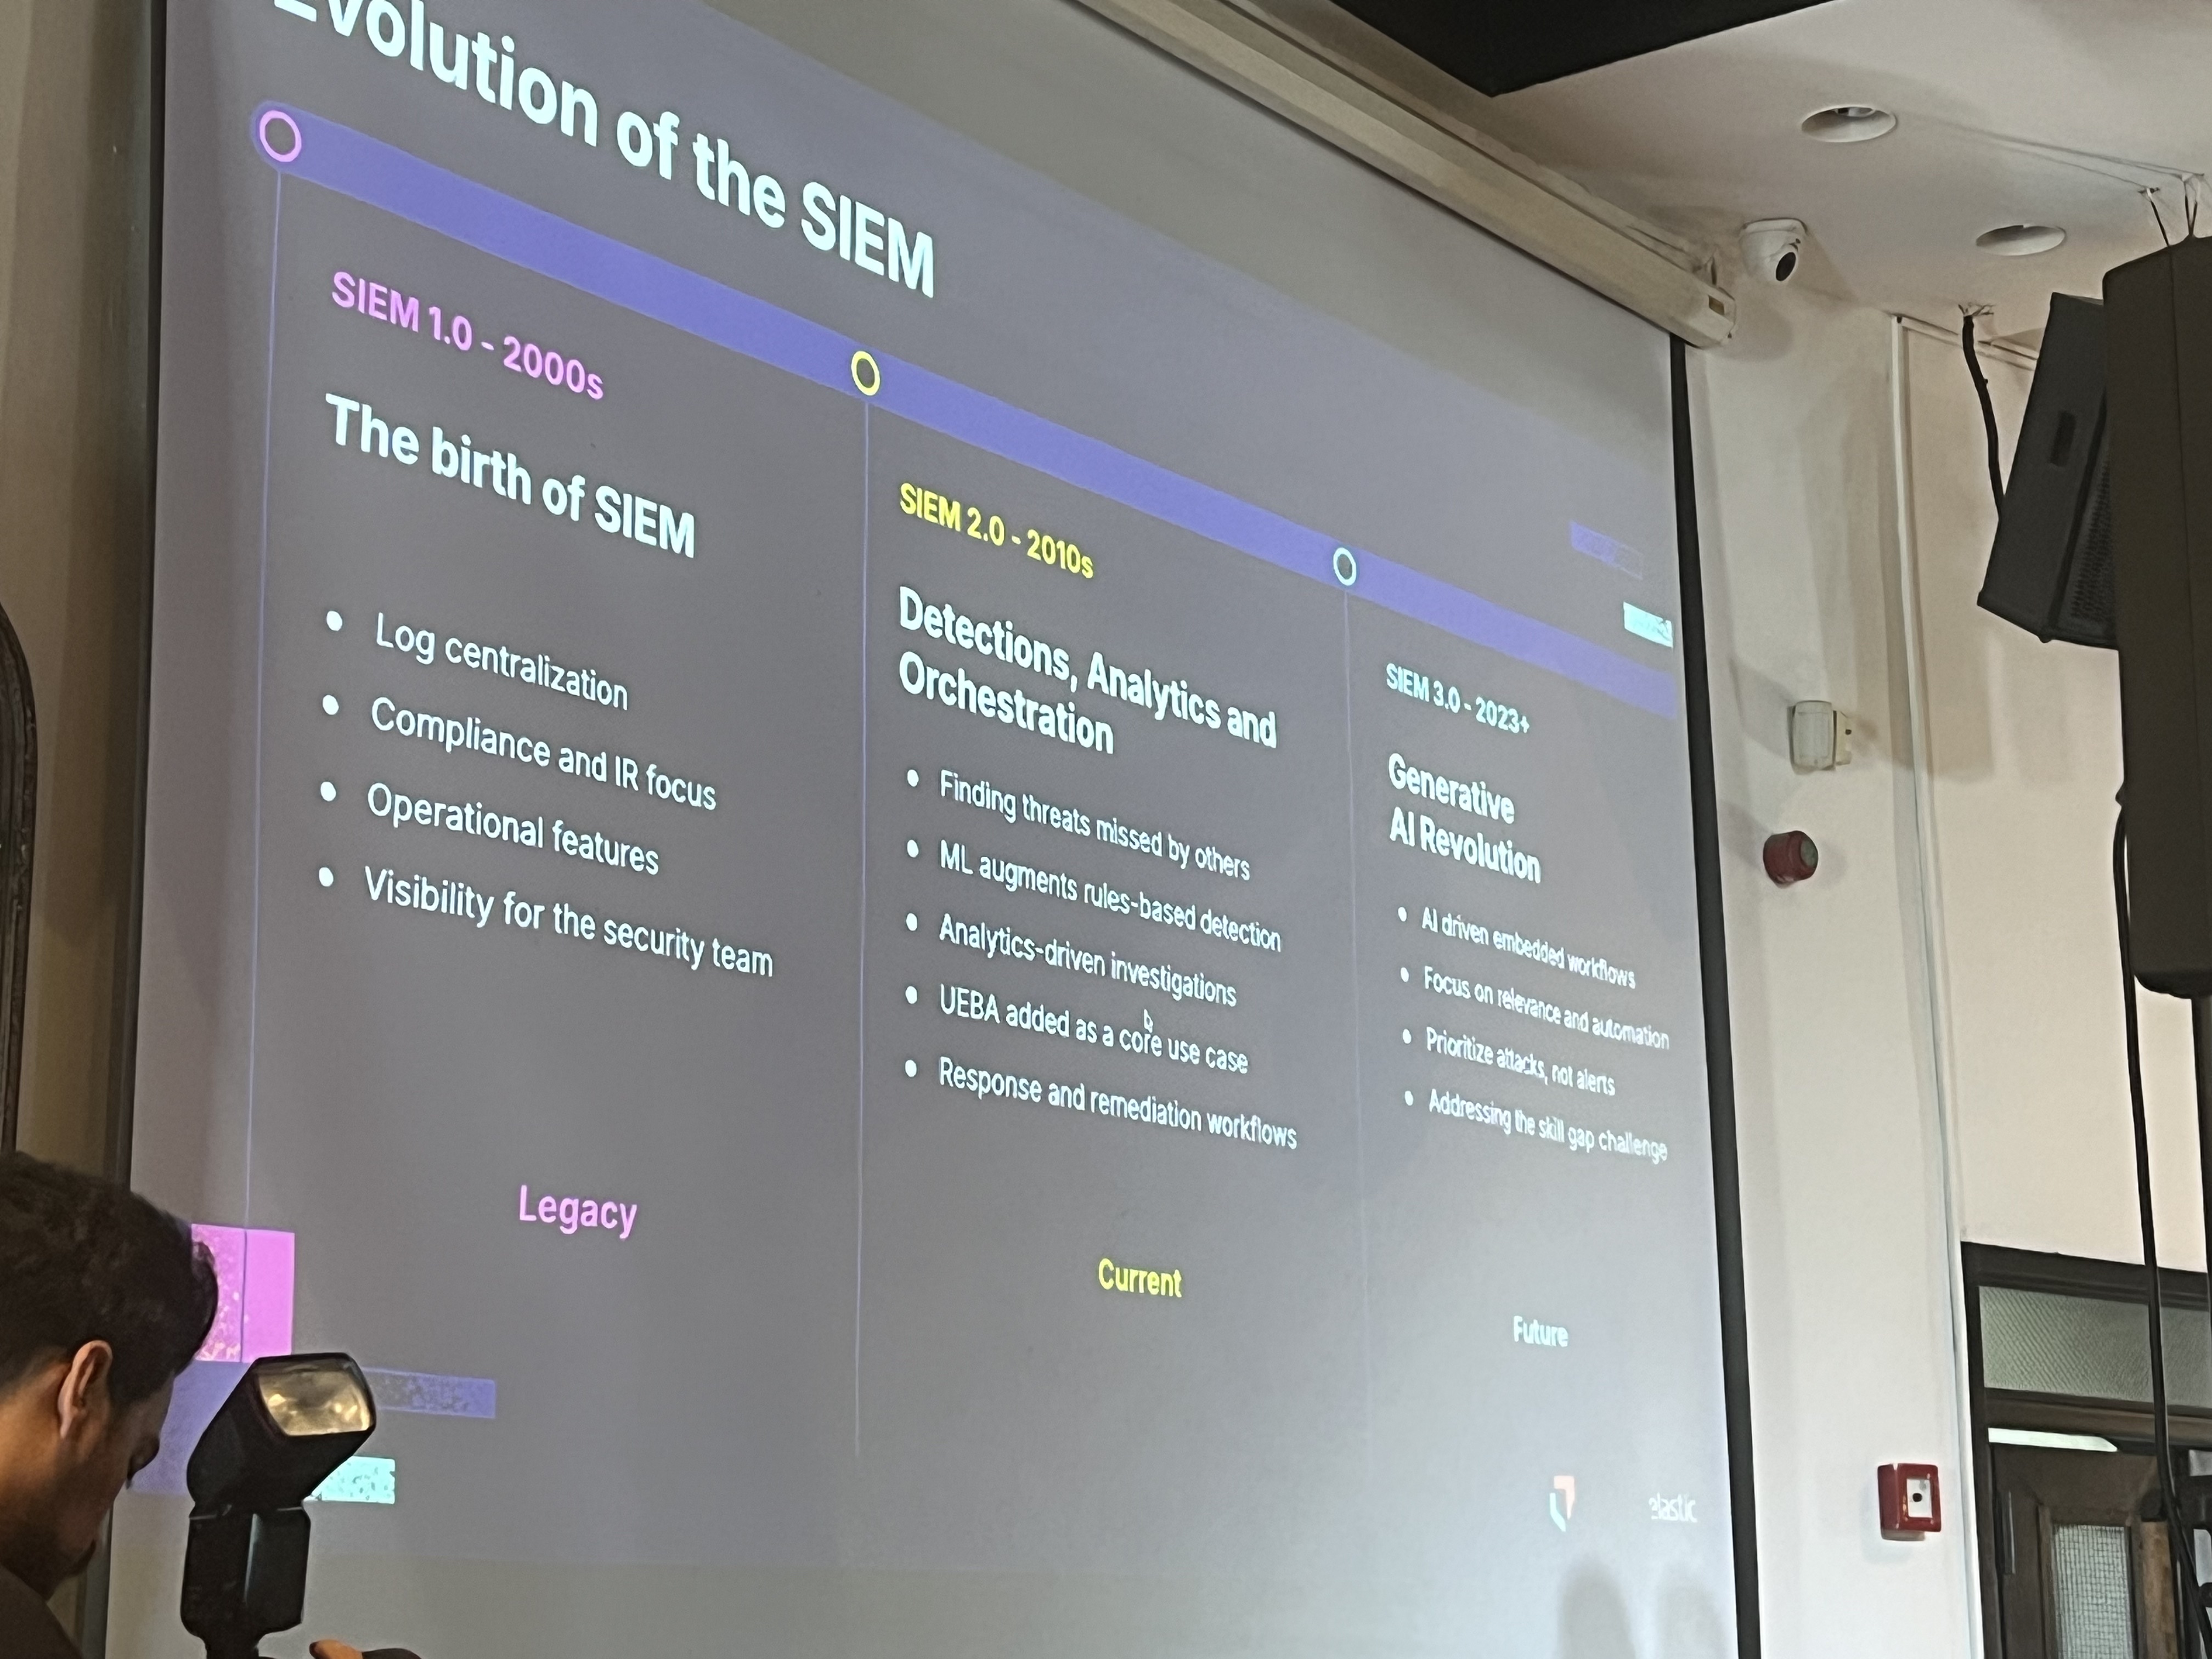 Evolution of the SIEM
SIEM 1.0 - 2000s
The birth of SIEM
• Log centralization
• Compliance and IR focus
• Operational features
• Visibility for the security team
Legacy
SIEM 2.0 - 2010s
Detections, Analytics and
Orchestration
• Finding threats missed by others
• ML augments rules-based detection
• Analytics-driven investigations
• UEBA added as a core use case
• Response and remediation workflows
Current
SIEM 3.0 - 2023+
Generative
AI Revolution
• AI driven embedded workflows
• Focus on relevance and automation
• Prioritize attacks, not alerts
• Addressing the skill gap challenge
Future
elastic